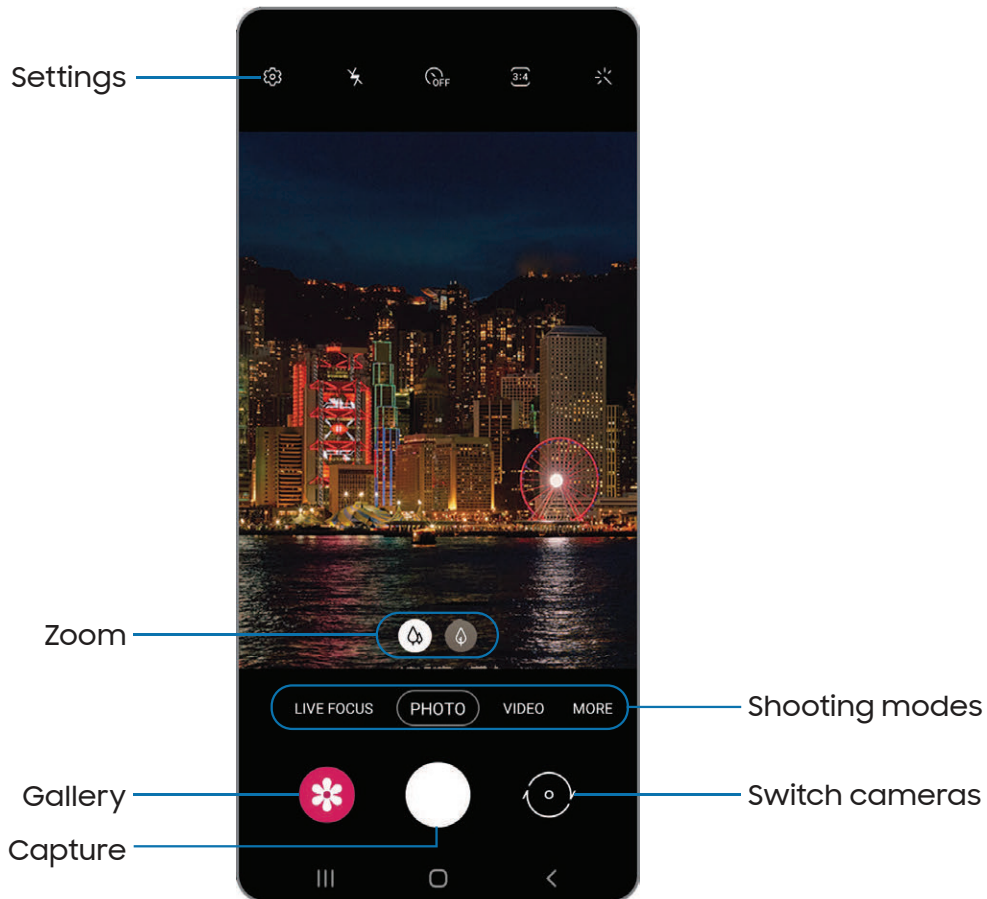 Settings
OFF
3:4
Zoom
LIVE FOCUS PHOTO VIDEO MORE
Shooting modes
Gallery
Switch cameras
Capture